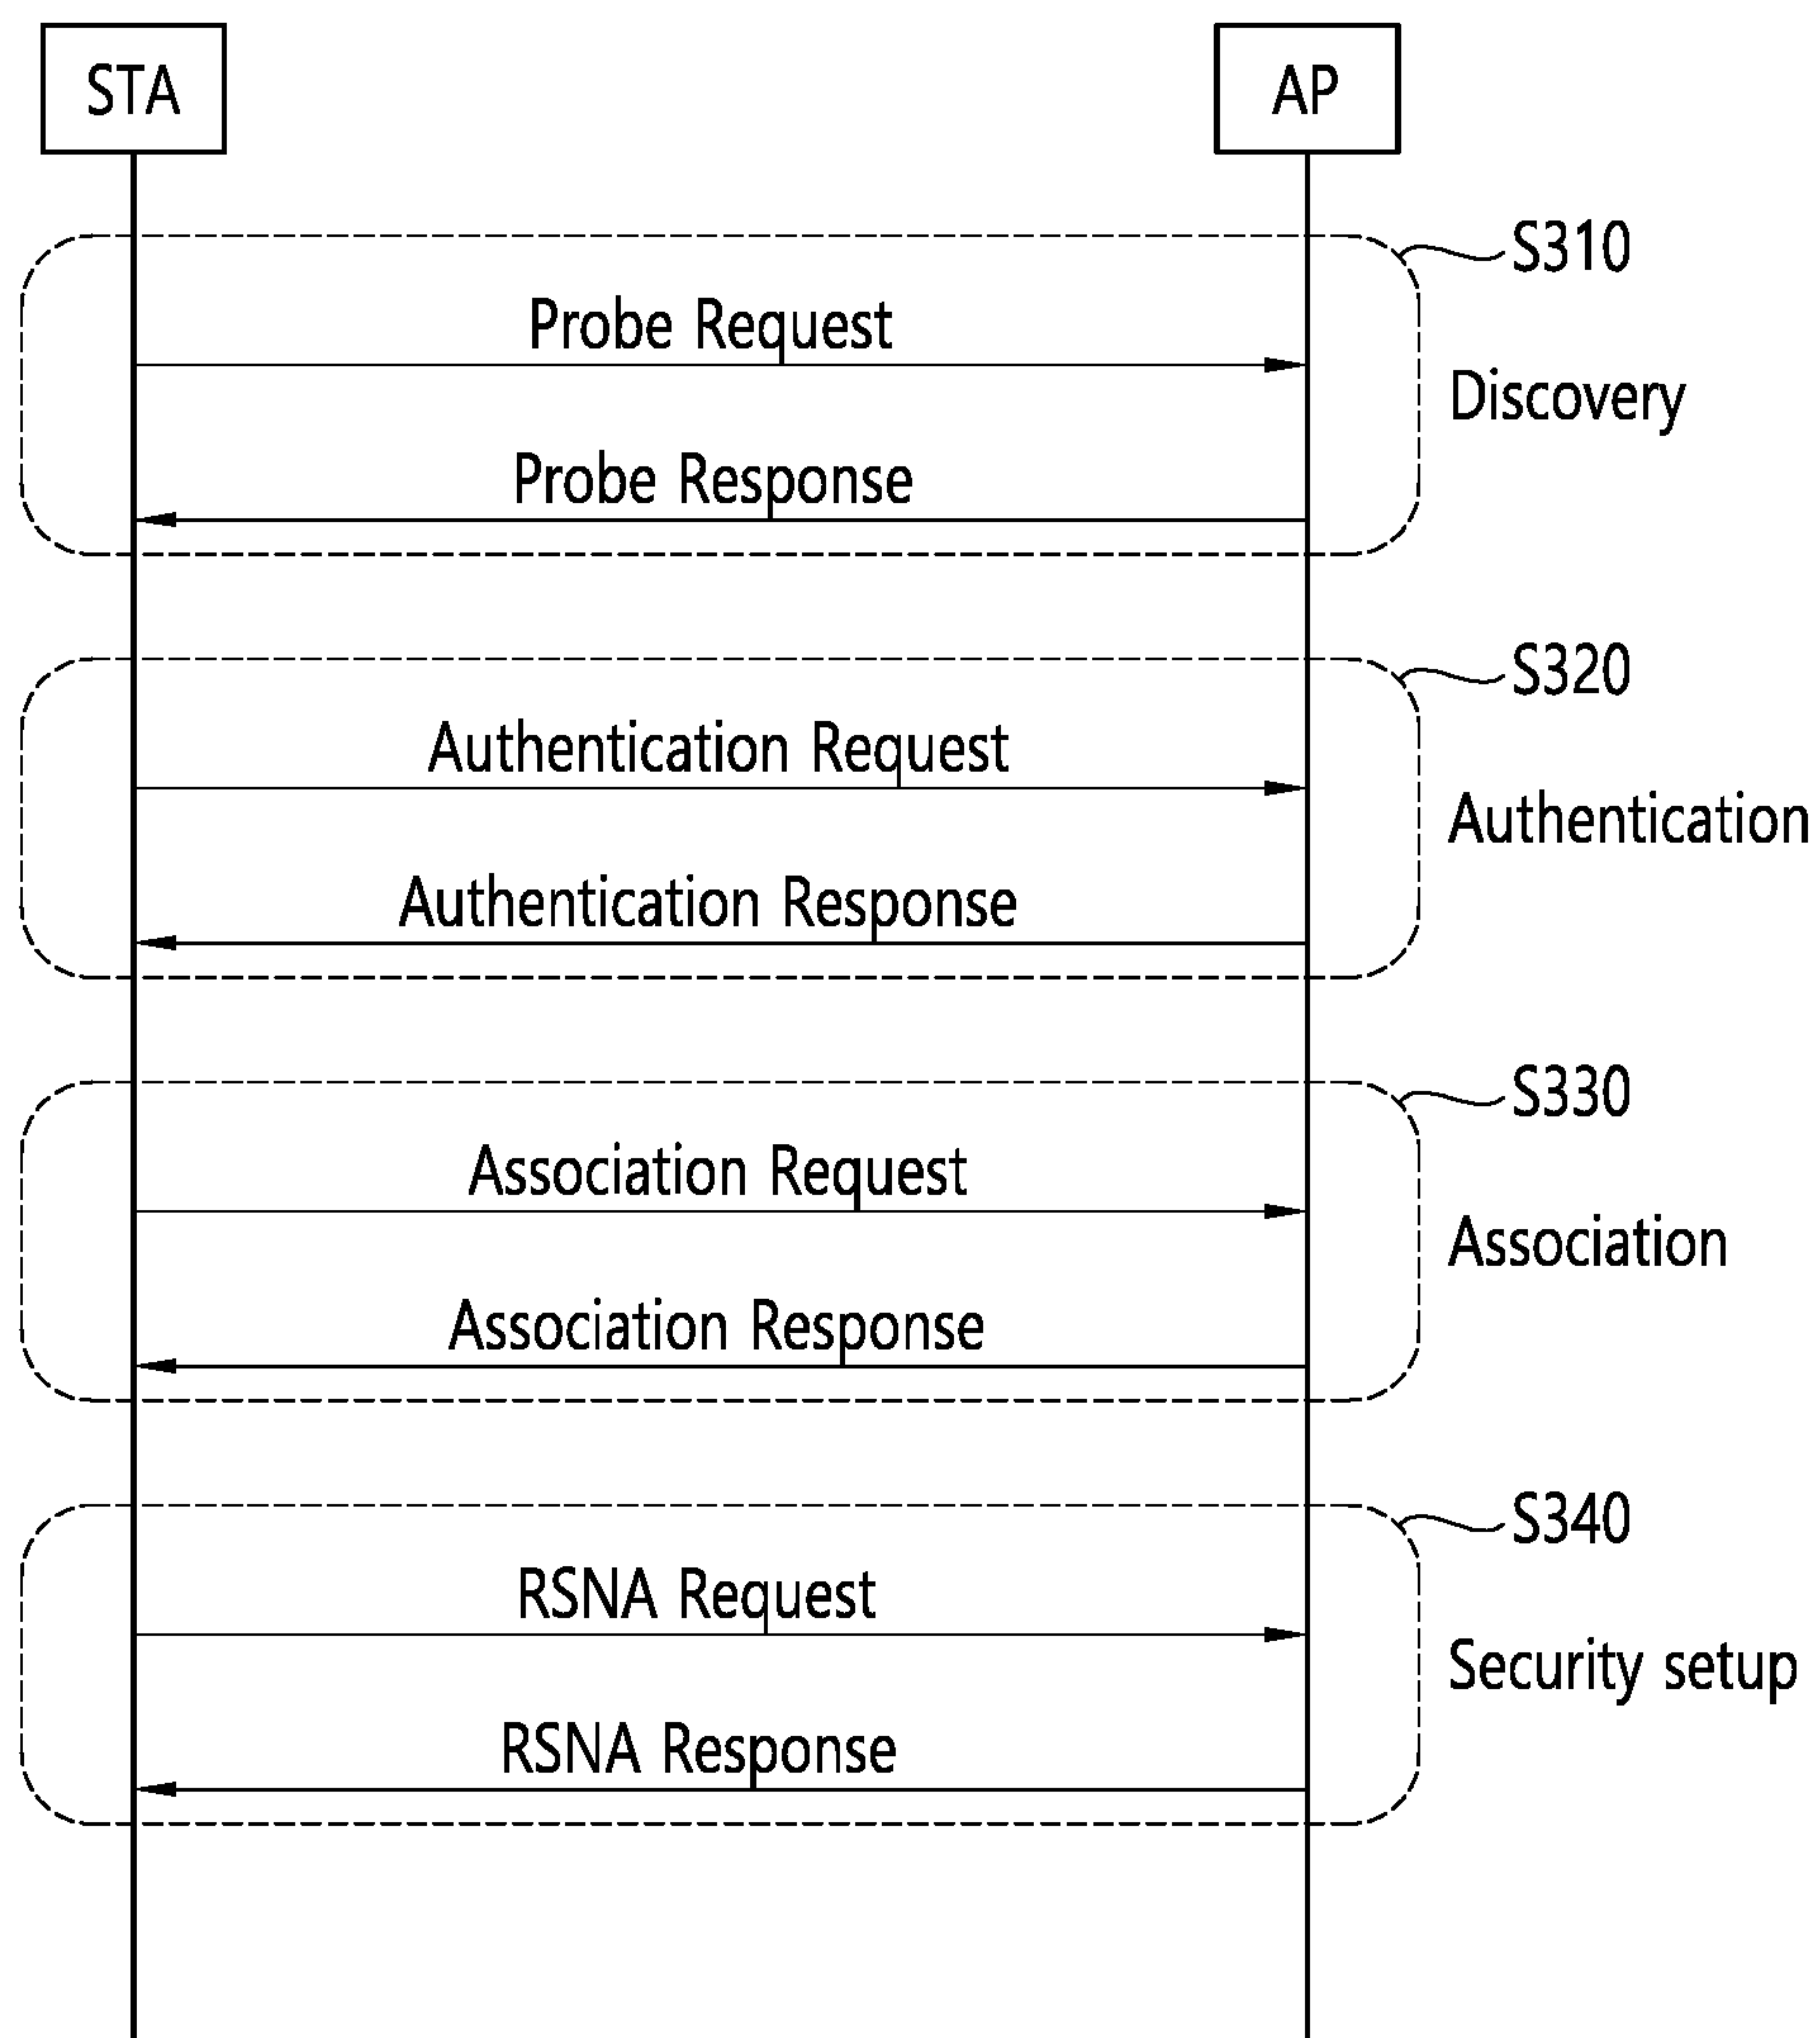 STA
AP
S310
Probe Request
Discovery
Probe Response
S320
Authentication Request
Authentication
Authentication Response
S330
Association Request
Association
Association Response
S340
RSNA Request
Security setup
RSNA Response